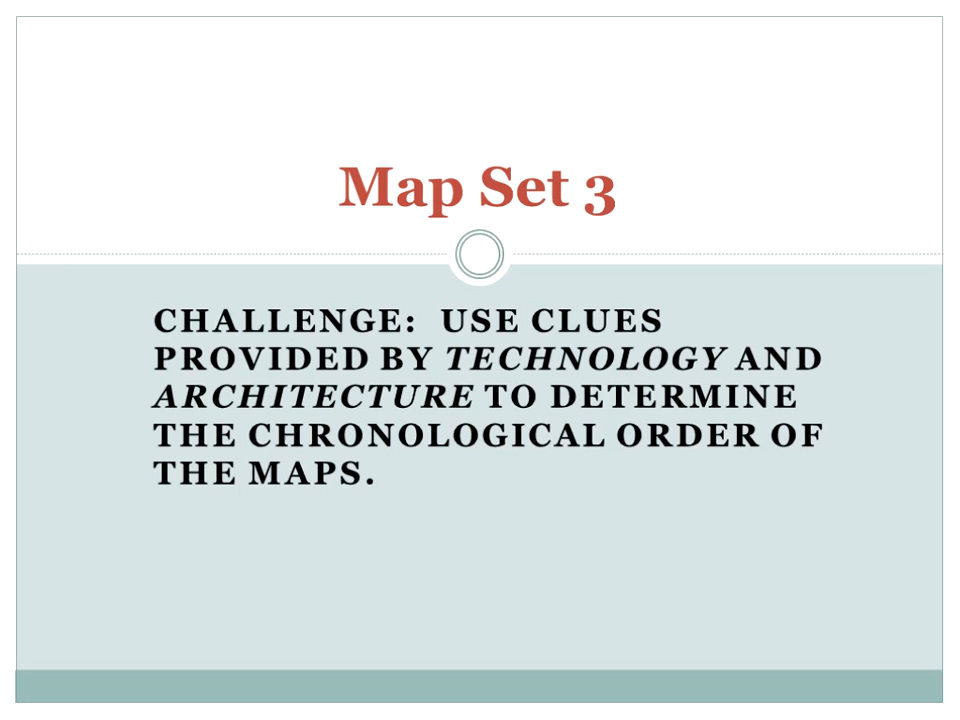 Map Set 3
CHALLENGE: USE CLUES
PROVIDED BY TECHNOLOGY AND
ARCHITECTURE TO DETERMINE
THE CHRONOLOGICAL ORDER OF
THE MAPS.